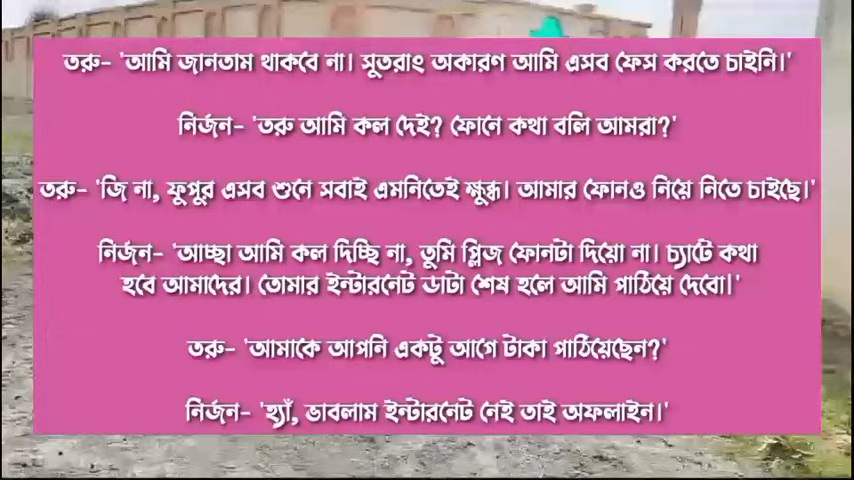 তরু- 'আমি জানতাম থাকবে না। সুতরাং অকারণ আমি এসব ফেস করতে চাইনি।'
নির্জন- 'তরু আমি কল দেই? ফোনে কথা বলি আমরা?'
তরু- 'জি না, ফুপুর এসব শুনে সবাই এমনিতেই ক্ষুব্ধ। আমার ফোনও নিয়ে নিতে চাইছে।'
নির্জন- 'আচ্ছা আমি কল দিচ্ছি না, তুমি প্লিজ ফোনটা দিয়ো না। চ্যাটে কথা
হবে আমাদের। তোমার ইন্টারনেট ডাটা শেষ হলে আমি পাঠিয়ে দেবো।'
তরু- 'আমাকে আপনি একটু আগে টাকা পাঠিয়েছেন?'
নির্জন- 'হ্যাঁ, ভাবলাম ইন্টারনেট নেই তাই অফলাইন।'